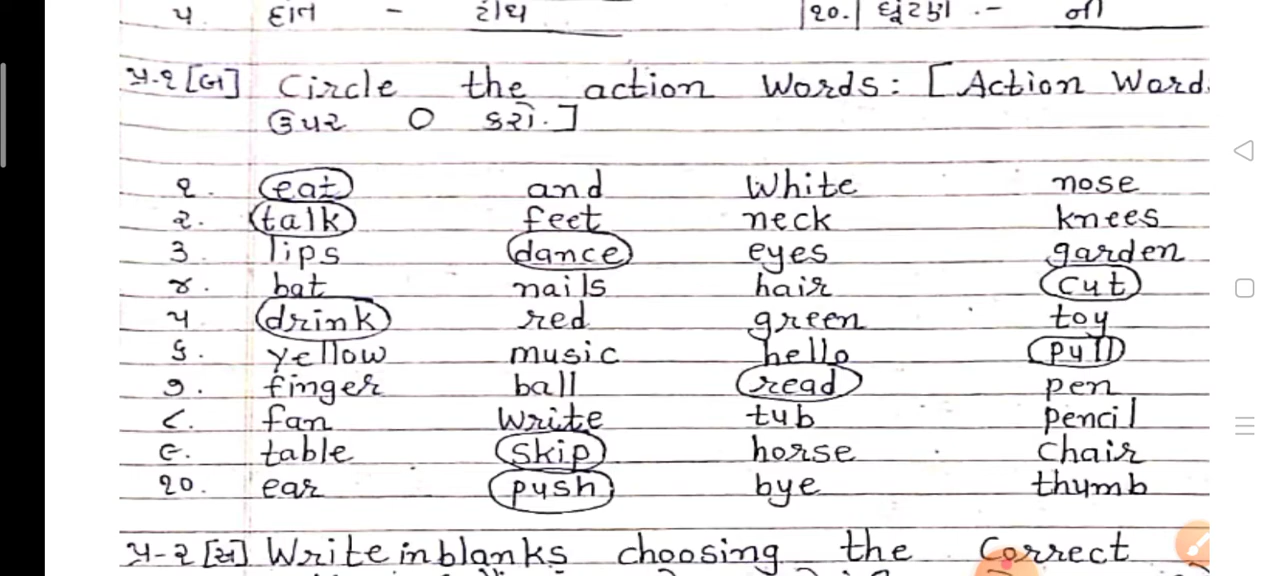 ૫ દાંત - ટીથ ૧૦. ઘૂંટણ - ની
પ્ર-૨ [બ] Circle the action Words: [Action Word
ઉપર O કરો.]
૧. eat and White nose
૨. talk feet neck knees
૩ lips dance eyes garden
૪. bat nails hair cut
૫ drink red green toy
૬. yellow music hello pull
૭. finger ball read pen
૮. fan Write tub pencil
૯. table skip horse chair
૧૦. ear push bye thumb
પ્ર-૨ [ક] Write in blanks choosing the correct